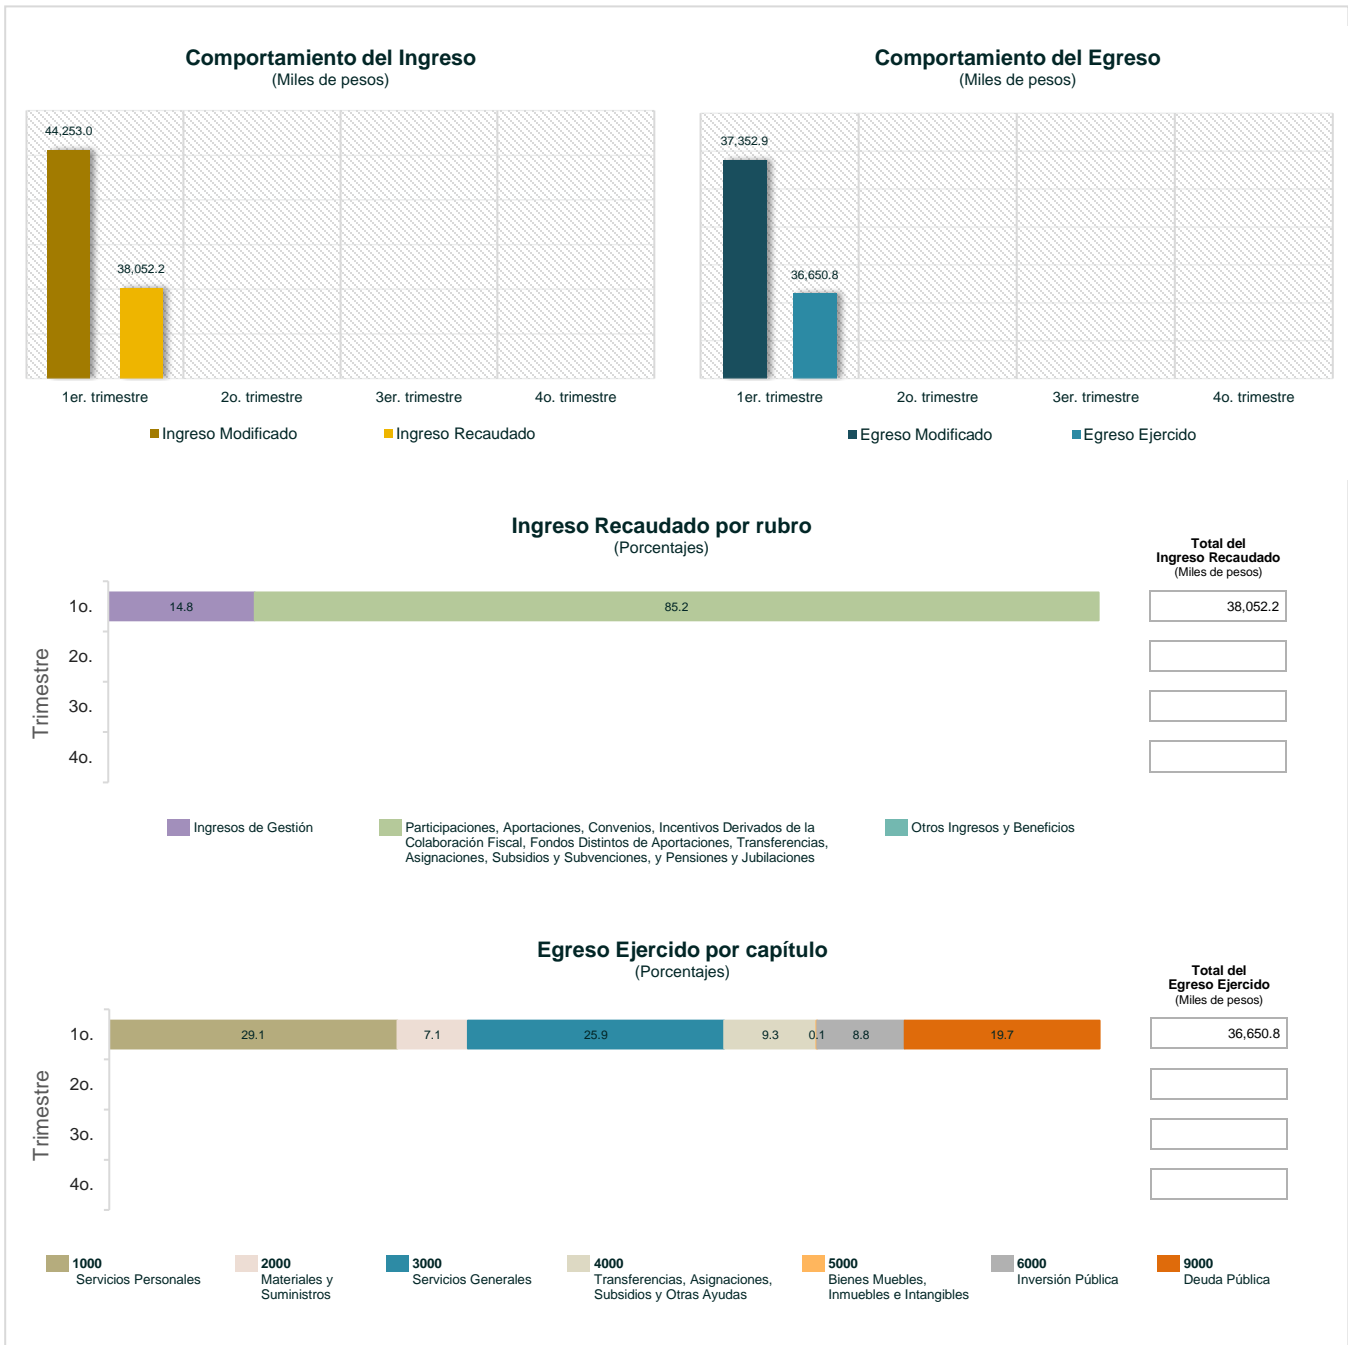 Comportamiento del Ingreso
(Miles de pesos)
44,253.0
38,052.2
1er. trimestre
2o. trimestre
3er. trimestre
4o. trimestre
Ingreso Modificado
Ingreso Recaudado
Comportamiento del Egreso
(Miles de pesos)
37,352.9
36,650.8
1er. trimestre
2o. trimestre
3er. trimestre
4o. trimestre
Egreso Modificado
Egreso Ejercido
Ingreso Recaudado por rubro
(Porcentajes)
Total del
Ingreso Recaudado
(Miles de pesos)
Trimestre
1o.
14.8
85.2
38,052.2
2o.
3o.
4o.
Ingresos de Gestión
Participaciones, Aportaciones, Convenios, Incentivos Derivados de la
Colaboración Fiscal, Fondos Distintos de Aportaciones, Transferencias,
Asignaciones, Subsidios y Subvenciones, y Pensiones y Jubilaciones
Otros Ingresos y Beneficios
Egreso Ejercido por capítulo
(Porcentajes)
Total del
Egreso Ejercido
(Miles de pesos)
Trimestre
1o.
29.1
7.1
25.9
9.3
0.1
8.8
19.7
36,650.8
2o.
3o.
4o.
1000
Servicios Personales
2000
Materiales y
Suministros
3000
Servicios Generales
4000
Transferencias, Asignaciones,
Subsidios y Otras Ayudas
5000
Bienes Muebles,
Inmuebles e Intangibles
6000
Inversión Pública
9000
Deuda Pública